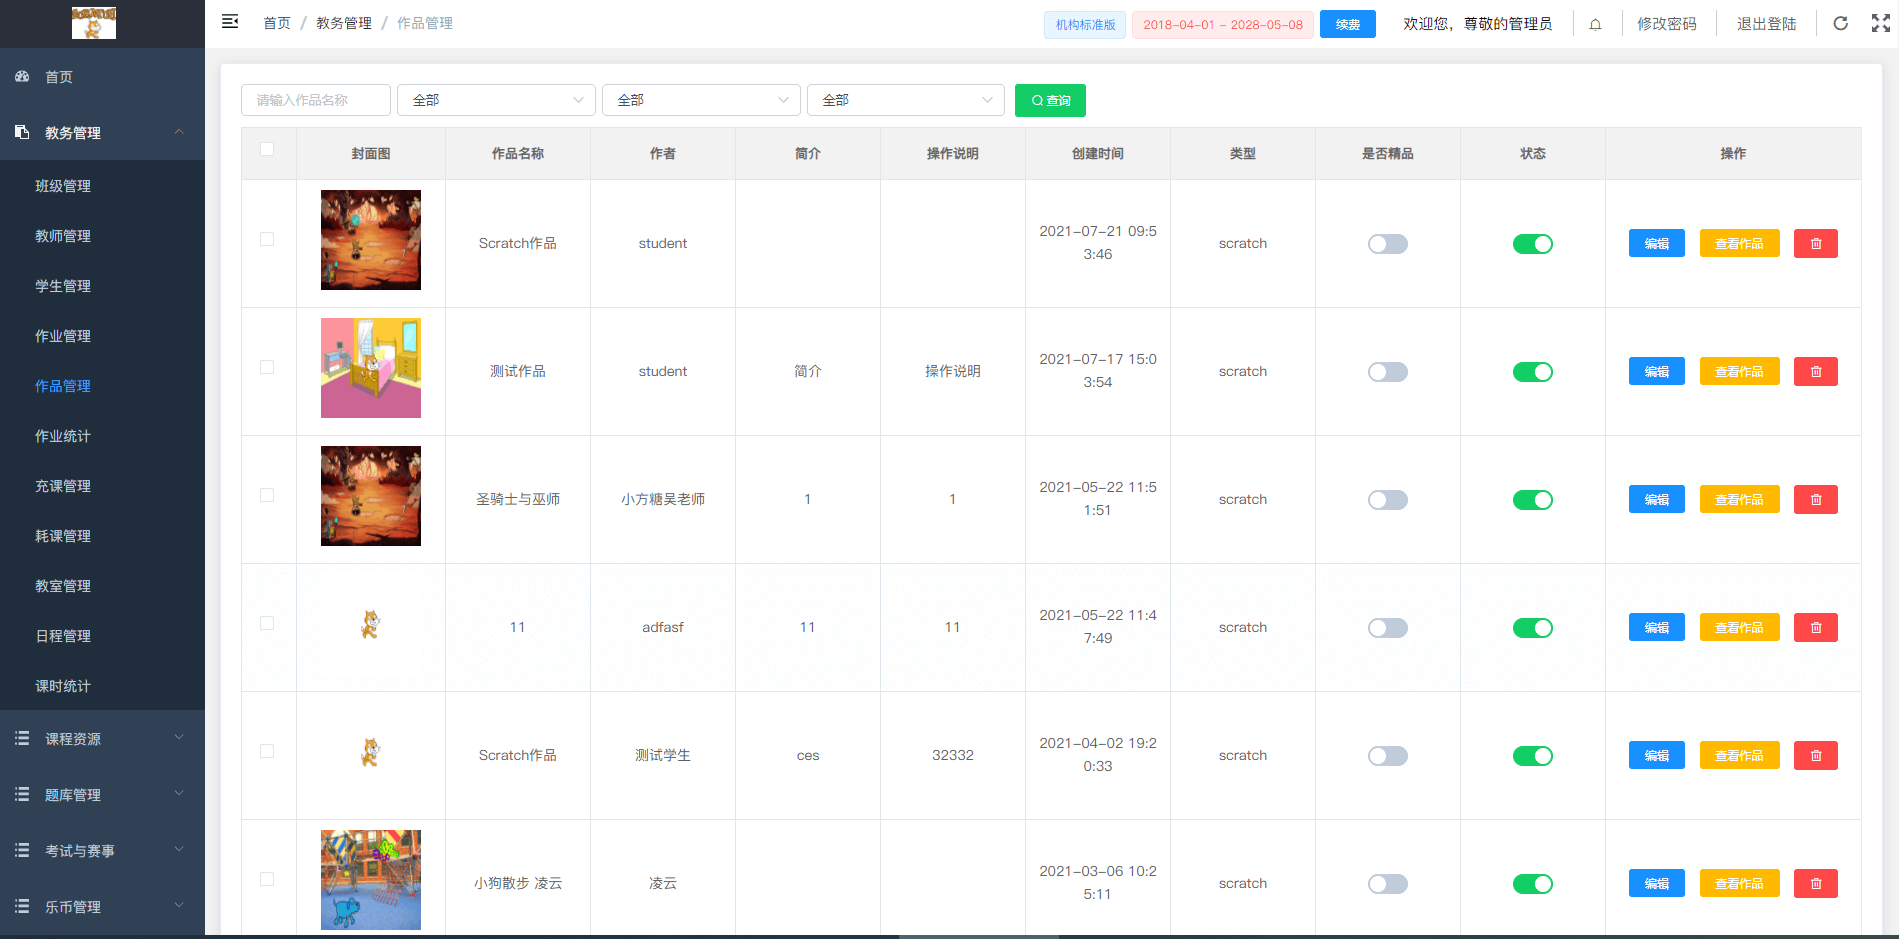 首页 / 教务管理 / 作品管理
机构标准版
2018-04-01 - 2028-05-08
续费
欢迎您，尊敬的管理员
修改密码
退出登陆
首页
教务管理
班级管理
教师管理
学生管理
作业管理
作品管理
作业统计
充课管理
耗课管理
教室管理
日程管理
课时统计
课程资源
题库管理
考试与赛事
乐币管理
请输入作品名称
全部
全部
全部
查询
封面图 作品名称 作者 简介 操作说明 创建时间 类型 是否精品 状态 操作
Scratch作品 student 2021-07-21 09:5
3:46 scratch 编辑 查看作品
测试作品 student 简介 操作说明 2021-07-17 15:0
3:54 scratch 编辑 查看作品
圣骑士与巫师 小方糖吴老师 1 1 2021-05-22 11:5
1:51 scratch 编辑 查看作品
11 adfasf 11 11 2021-05-22 11:4
7:49 scratch 编辑 查看作品
Scratch作品 测试学生 ces 32332 2021-04-02 19:2
0:33 scratch 编辑 查看作品
小狗散步 凌云 凌云 2021-03-06 10:2
5:11 scratch 编辑 查看作品